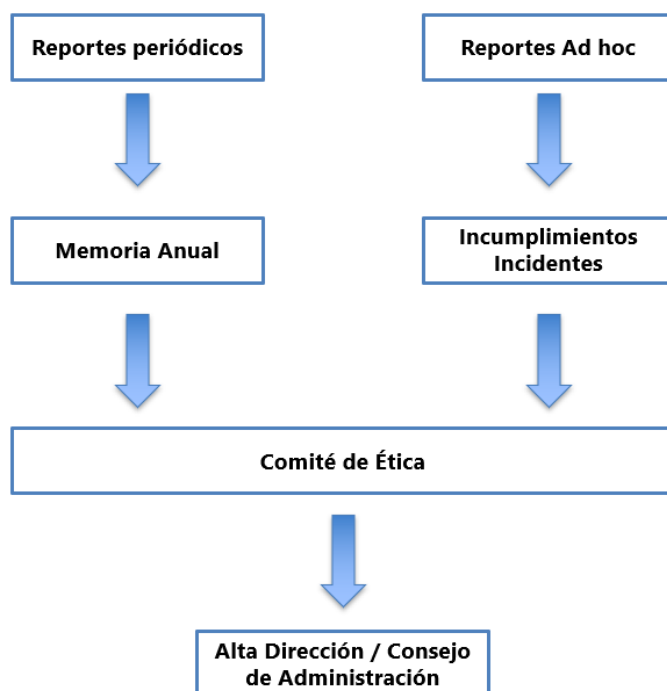 Reportes periódicos
Reportes Ad hoc
Memoria Anual
Incumplimientos
Incidentes
Comité de Ética
Alta Dirección / Consejo
de Administración